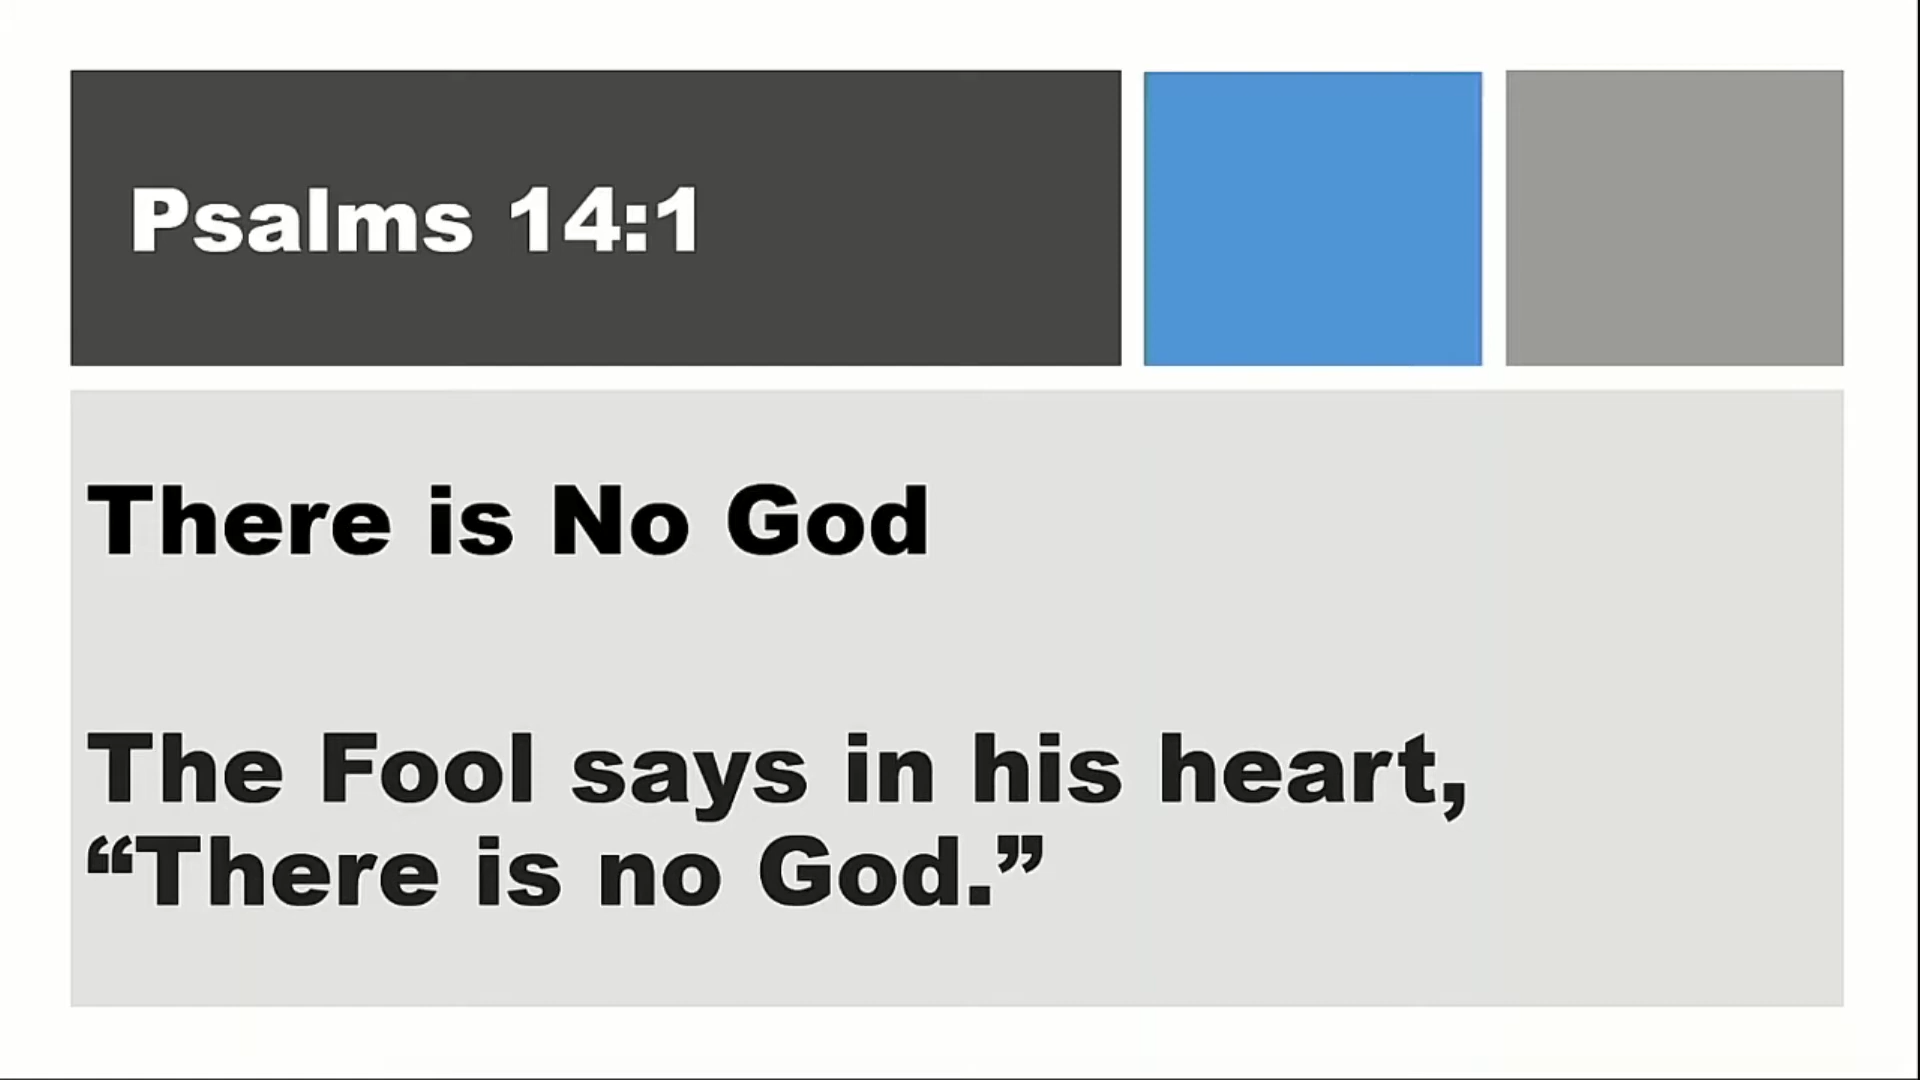 Psalms 14:1
There is No God
The Fool says in his heart,
“There is no God.”